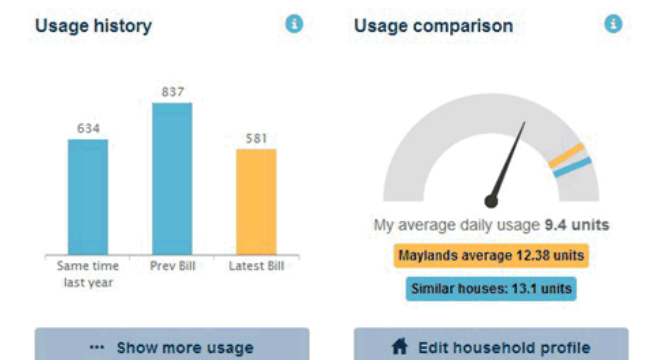 Usage history
634
837
581
Same time
last year
Prev Bill
Latest Bill
... Show more usage
Usage comparison
My average daily usage 9.4 units
Maylands average 12.38 units
Similar houses: 13.1 units
Edit household profile